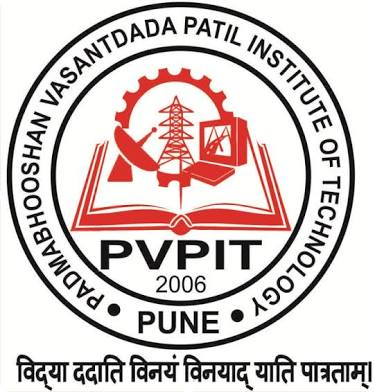 PADMABHOOSHAN VASANTDADA PATIL INSTITUTE OF TECHNOLOGY
PVPIT
2006
• PUNE •
विद्या ददाति विनयं विनयाद् याति पात्रताम्।